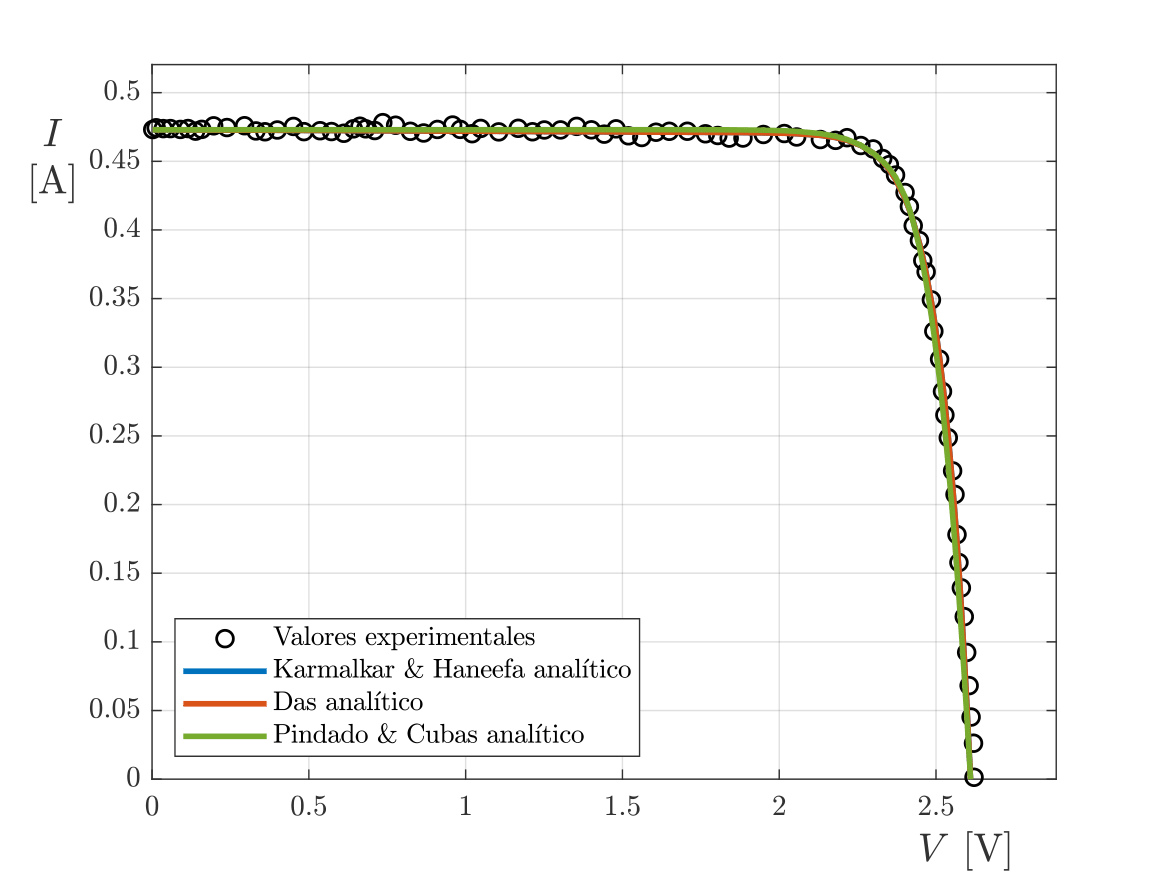 0.5
I
[A]
0.45
0.4
0.35
0.3
0.25
0.2
0.15
0.1
0.05
0
Valores experimentales
Karmalkar & Haneefa analítico
Das analítico
Pindado & Cubas analítico
0 0.5 1 1.5 2 2.5
V [V]